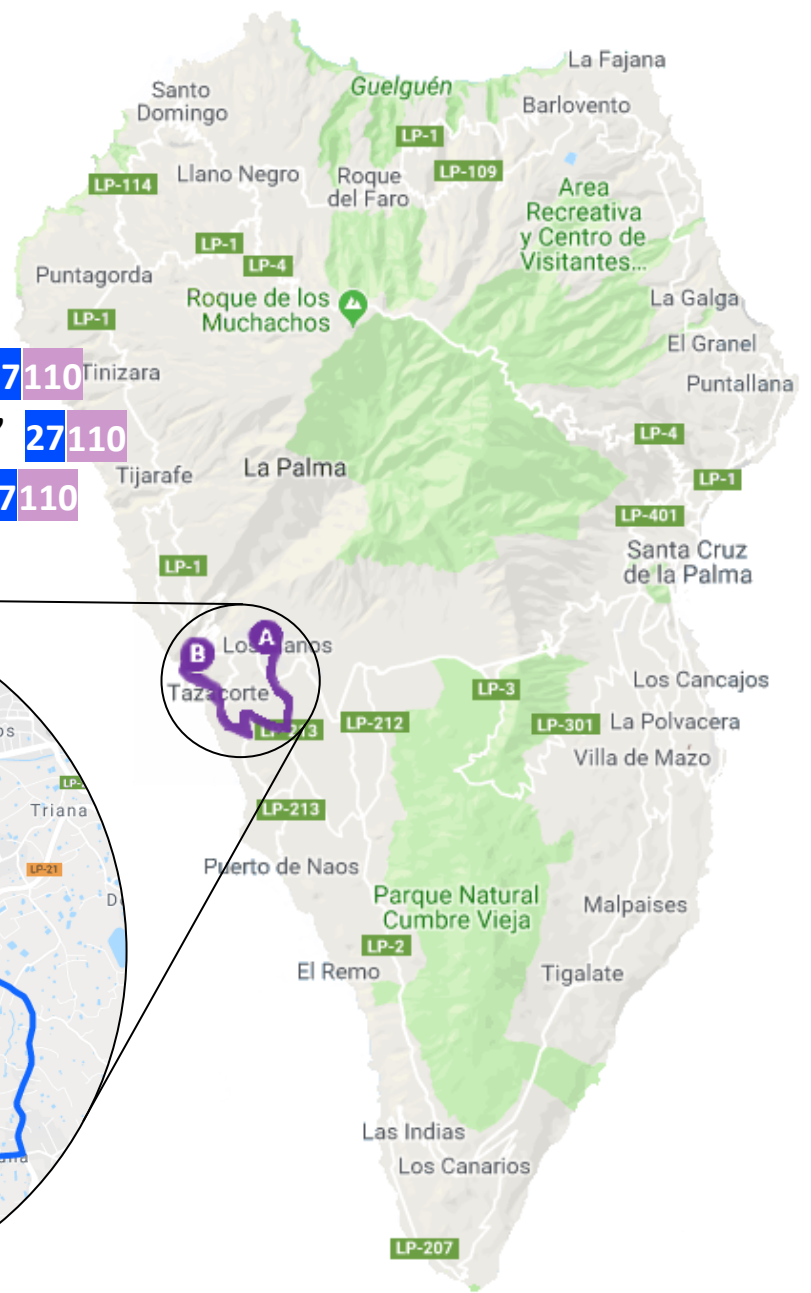 La Fajana
Guelguén
Santo
Domingo
Barlovento
LP-1
Llano Negro
Roque
del Faro
LP-109
LP-114
Area
Recreativa
y Centro de
Visitantes...
LP-1
LP-4
Puntagorda
Roque de los
Muchachos
La Galga
LP-1
El Granel
7 110
Tinizara
Puntallana
’ 27 110
LP-4
Tijarafe
La Palma
LP-1
7 110
LP-401
Santa Cruz
de la Palma
LP-1
A
B
Los
anos
Tazacorte
LP-3
Los Cancajos
LP-212
LP-301
La Polvacera
Villa de Mazo
os
LP-
Triana
LP-213
LP-21
Puerto de Naos
D
Parque Natural
Cumbre Vieja
Malpaises
LP-2
El Remo
Tigalate
Las Indias
Los Canarios
LP-207